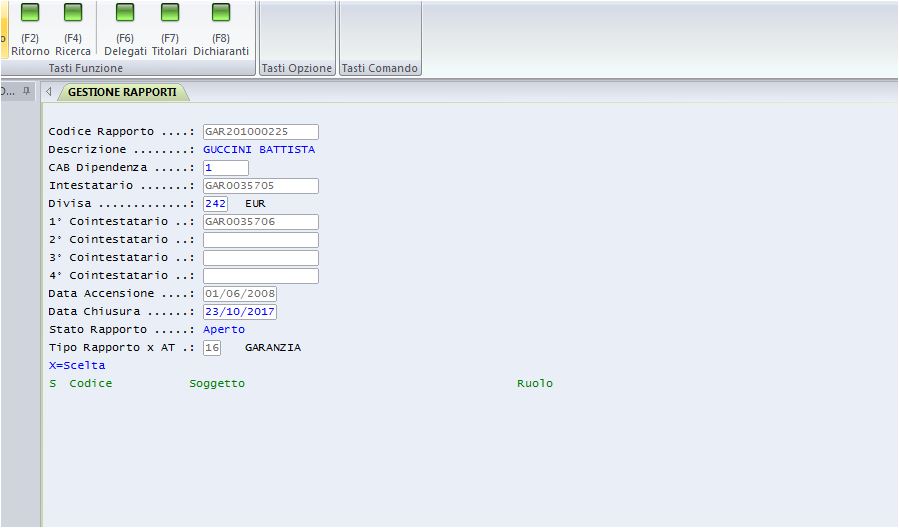 (F2) (F4) (F6) (F7) (F8)
Ritorno Ricerca Delegati Titolari Dichiaranti
Tasti Funzione Tasti Opzione Tasti Comando
GESTIONE RAPPORTI
Codice Rapporto ....: GAR201000225
Descrizione ........: GUCCINI BATTISTA
CAB Dipendenza .....: 1
Intestatario .......: GAR0035705
Divisa .............: 242 EUR
1° Cointestatario ..: GAR0035706
2° Cointestatario ..:
3° Cointestatario ..:
4° Cointestatario ..:
Data Accensione ....: 01/06/2008
Data Chiusura ......: 23/10/2017
Stato Rapporto .....: Aperto
Tipo Rapporto x AT .: 16 GARANZIA
X=Scelta
S Codice Soggetto Ruolo